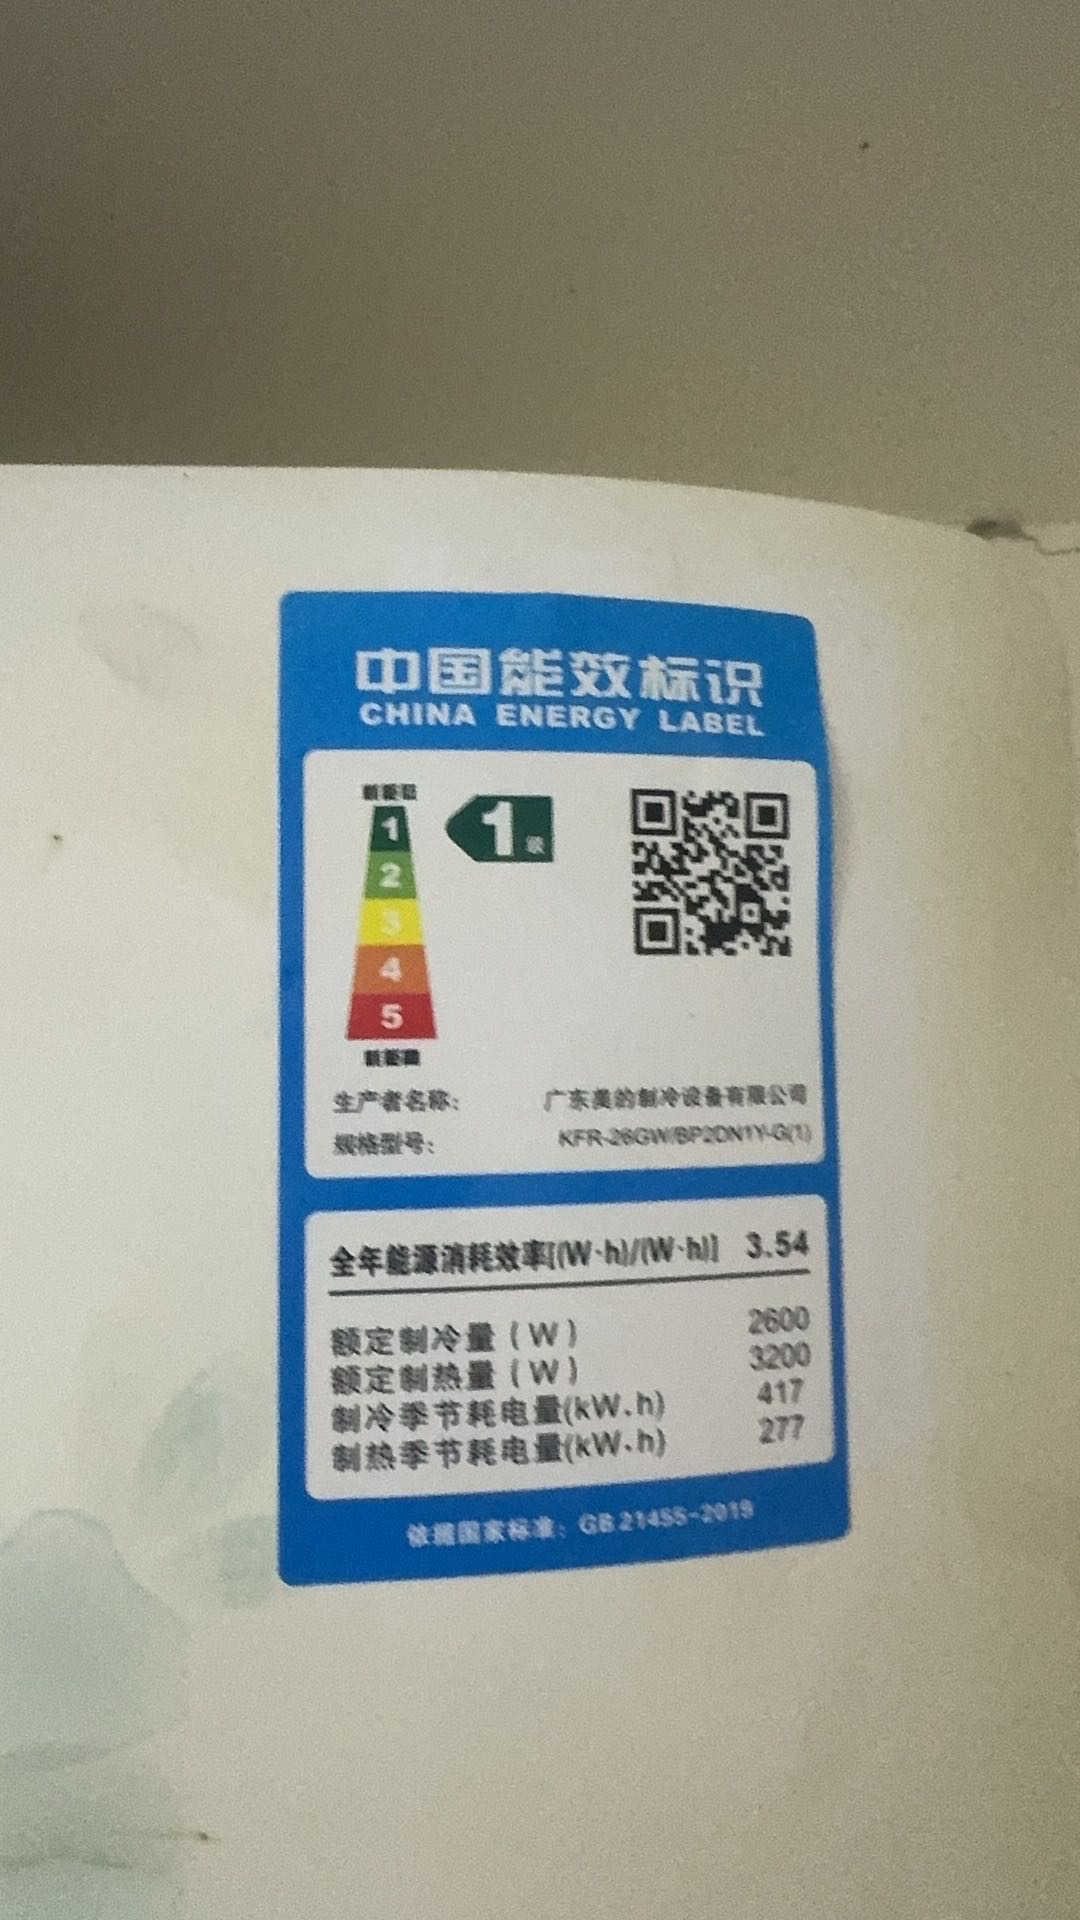 中国能效标识
CHINA ENERGY LABEL
1
2
3
4
5
1级
生产者名称: 广东美的制冷设备有限公司
规格型号: KFR-26GW/BP2DN1Y-G(1)
全年能源消耗效率[(W·h)/(W·h)] 3.54
额定制冷量(W) 2600
额定制热量(W) 3200
制冷季节耗电量(kW.h) 417
制热季节耗电量(kW.h) 277
依据国家标准: GB 21455-2019